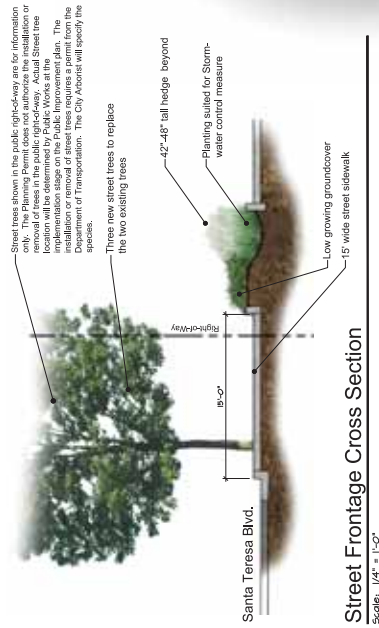 Street trees shown in the public right-of-way are for information
only. The Planning Permit does not authorize the installation or
removal of trees in the public right-of-way. Actual Street tree
location will be determined by Public Works at the
implementation stage on the Public Improvement plan. The
installation or removal of street trees requires a permit from the
Department of Transportation. The City Arborist will specify the
species.
Three new street trees to replace
the two existing trees
42"-48" tall hedge beyond
Planting suited for Storm-
water control measure
Right-of-Way
15'-0"
Santa Teresa Blvd.
Low growing groundcover
15' wide street sidewalk
Street Frontage Cross Section
Scale: 1/4" = 1'-0"